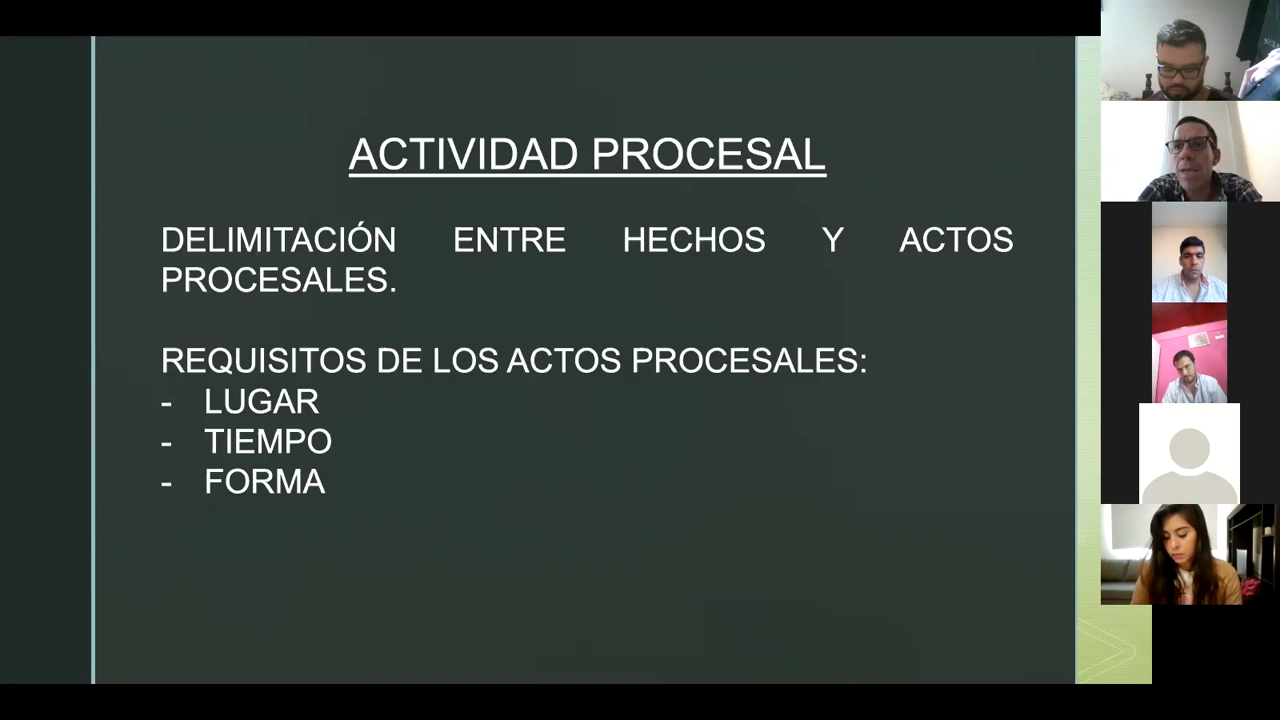 ACTIVIDAD PROCESAL
DELIMITACIÓN ENTRE HECHOS Y ACTOS
PROCESALES.
REQUISITOS DE LOS ACTOS PROCESALES:
- LUGAR
- TIEMPO
- FORMA